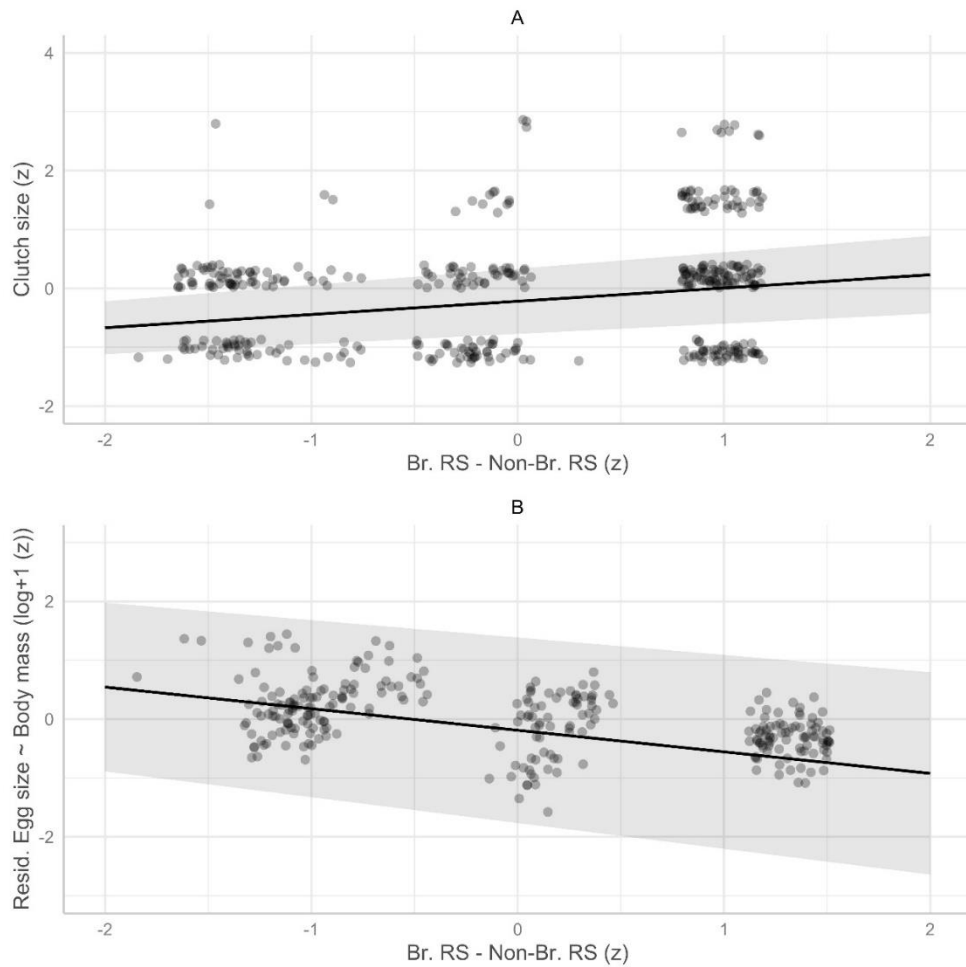 A
4
2
0
-2
Clutch size (z)
-2
-1
0
1
2
Br. RS - Non-Br. RS (z)
B
2
0
-2
Resid. Egg size ~ Body mass (log+1 (z))
-2
-1
0
1
2
Br. RS - Non-Br. RS (z)